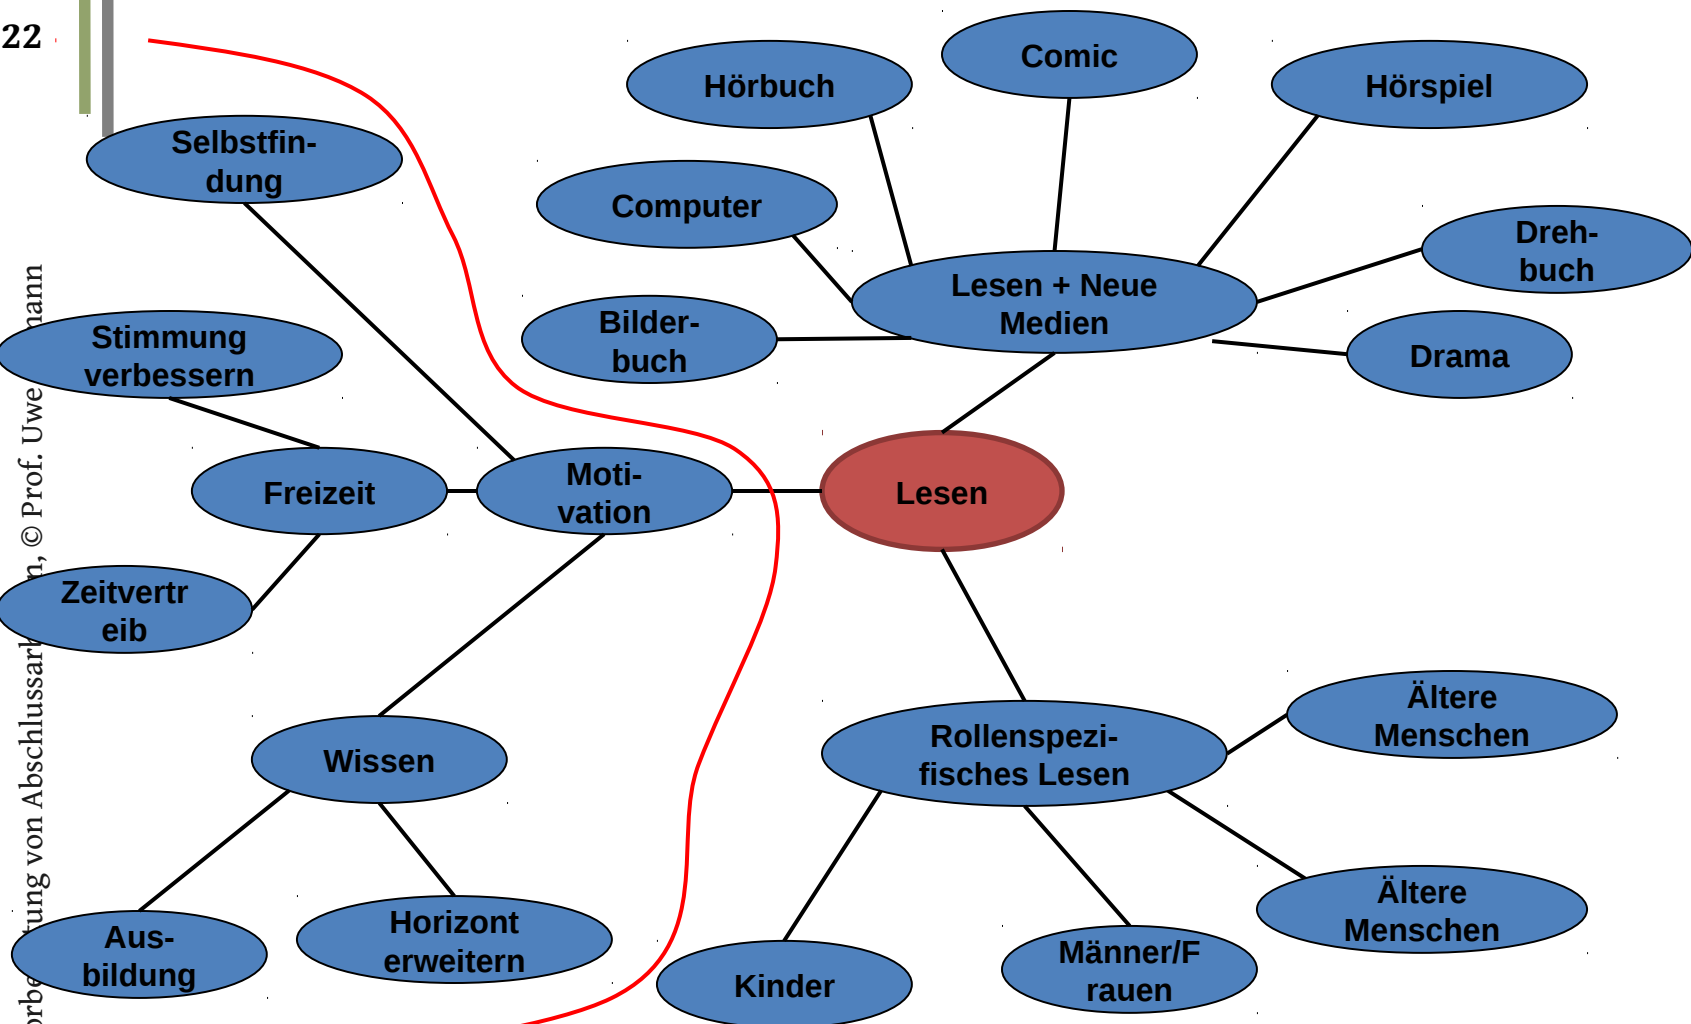 22
Comic
Hörbuch
Hörspiel
Selbstfin-
dung
Computer
Dreh-
buch
Lesen + Neue
Medien
Bilder-
buch
Stimmung
verbessern
Drama
Freizeit
Moti-
vation
Lesen
Zeitvertr
eib
Wissen
Rollenspezi-
fisches Lesen
Ältere
Menschen
Aus-
bildung
Horizont
erweitern
Kinder
Männer/F
rauen
Ältere
Menschen
von Abschlussar
, © Prof. Uwe